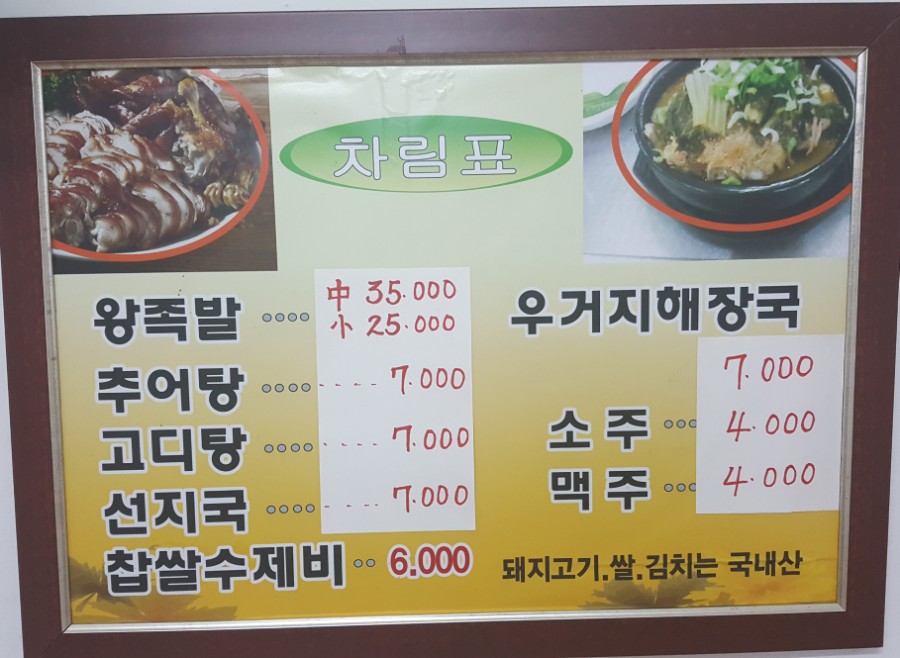 차림표
왕족발 ···· 中 35.000
小 25.000
추어탕 ···· ---- 7.000
고디탕 ···· ---- 7.000
선지국 ···· ---- 7.000
찹쌀수제비 ·· 6.000
우거지해장국
7.000
소주 ··· 4.000
맥주 ··· 4.000
돼지고기.쌀.김치는 국내산